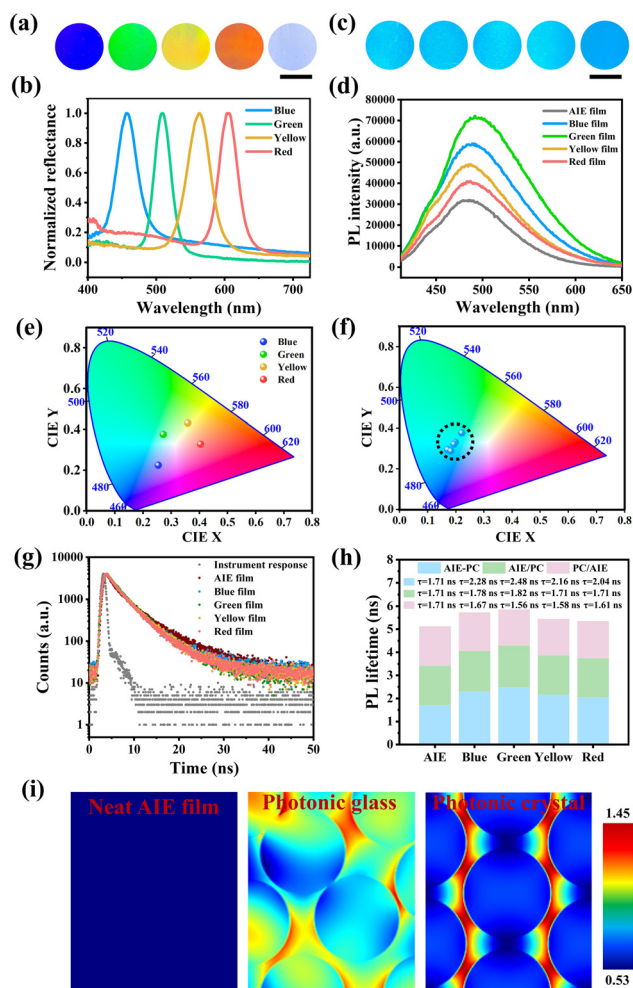 (a)
(c)
(b)
Normalized reflectance
1.0
0.8
0.6
0.4
0.2
0.0
400
500
600
700
Wavelength (nm)
Blue
Green
Yellow
Red
(d)
PL intensity (a.u.)
80000
70000
60000
50000
40000
30000
20000
10000
0
450
500
550
600
650
Wavelength (nm)
AIE film
Blue film
Green film
Yellow film
Red film
(e)
CIE Y
0.8
0.6
0.4
0.2
0.0
0.0 0.1 0.2 0.3 0.4 0.5 0.6 0.7 0.8
CIE X
520
540
560
580
600
620
500
480
460
Blue
Green
Yellow
Red
(f)
CIE Y
0.8
0.6
0.4
0.2
0.0
0.0 0.1 0.2 0.3 0.4 0.5 0.6 0.7 0.8
CIE X
520
540
560
580
600
620
500
480
460
(g)
Counts (a.u.)
10000
1000
100
10
1
0 10 20 30 40 50
Time (ns)
Instrument response
AIE film
Blue film
Green film
Yellow film
Red film
(h)
PL lifetime (ns)
8
7
6
5
4
3
2
1
0
AIE-PC AIE/PC PC/AIE
τ=1.71 ns τ=2.28 ns τ=2.48 ns τ=2.16 ns τ=2.04 ns
τ=1.71 ns τ=1.78 ns τ=1.82 ns τ=1.71 ns τ=1.71 ns
τ=1.71 ns τ=1.67 ns τ=1.56 ns τ=1.58 ns τ=1.61 ns
AIE Blue Green Yellow Red
(i)
Neat AIE film
Photonic glass
Photonic crystal
1.45
0.53